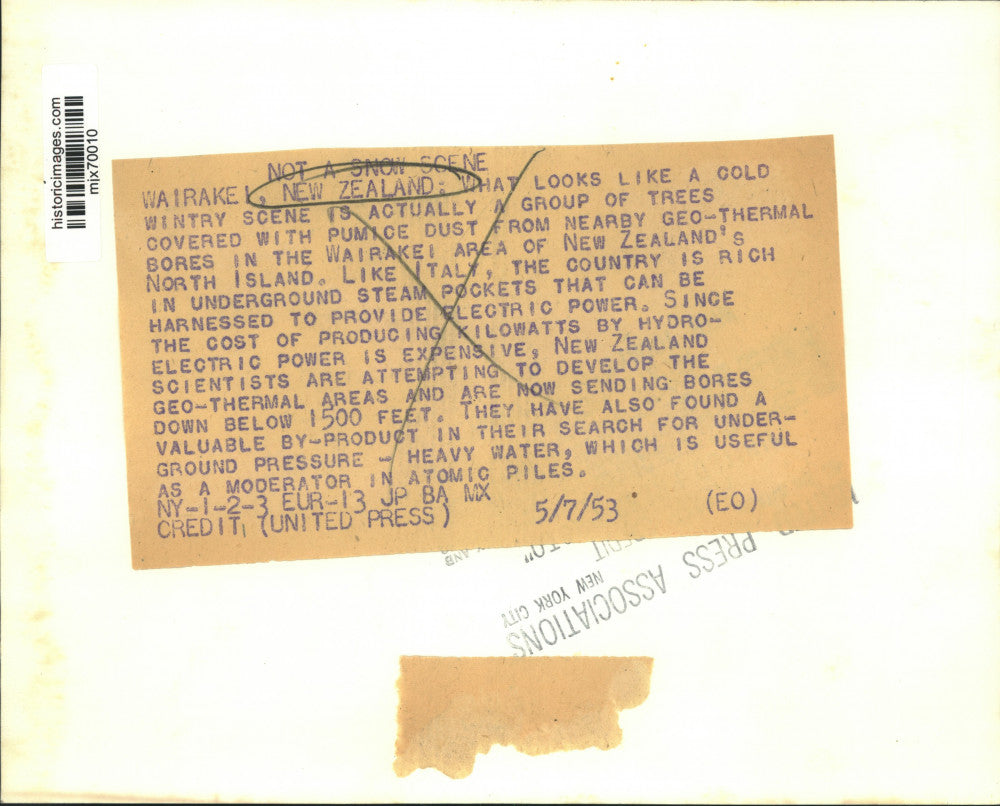 historicimages.com
mix70010
NOT A SNOW SCENE
WAIRAKEI, NEW ZEALAND: WHAT LOOKS LIKE A COLD
WINTRY SCENE IS ACTUALLY A GROUP OF TREES
COVERED WITH PUMICE DUST FROM NEARBY GEO-THERMAL
BORES IN THE WAIRAKEI AREA OF NEW ZEALAND'S
NORTH ISLAND. LIKE ITALY, THE COUNTRY IS RICH
IN UNDERGROUND STEAM POCKETS THAT CAN BE
HARNESSED TO PROVIDE ELECTRIC POWER. SINCE
THE COST OF PRODUCING KILOWATTS BY HYDRO-
ELECTRIC POWER IS EXPENSIVE, NEW ZEALAND
SCIENTISTS ARE ATTEMPTING TO DEVELOP THE
GEO-THERMAL AREAS AND ARE NOW SENDING BORES
DOWN BELOW 1500 FEET. THEY HAVE ALSO FOUND A
VALUABLE BY-PRODUCT IN THEIR SEARCH FOR UNDER-
GROUND PRESSURE - HEAVY WATER, WHICH IS USEFUL
AS A MODERATOR IN ATOMIC PILES.
NY-1-2-3 EUR-13 JP BA MX
CREDIT (UNITED PRESS) 5/7/53 (EO)
PRESS ASSOCIATIONS
NEW YORK CITY